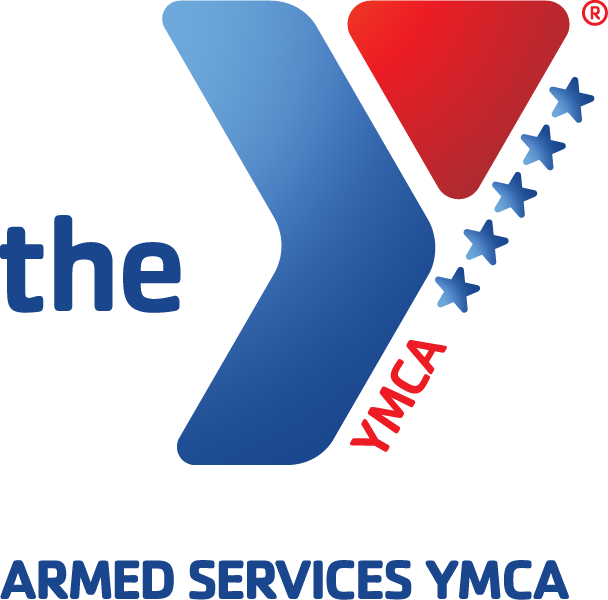 ®
the
YMCA
ARMED SERVICES YMCA